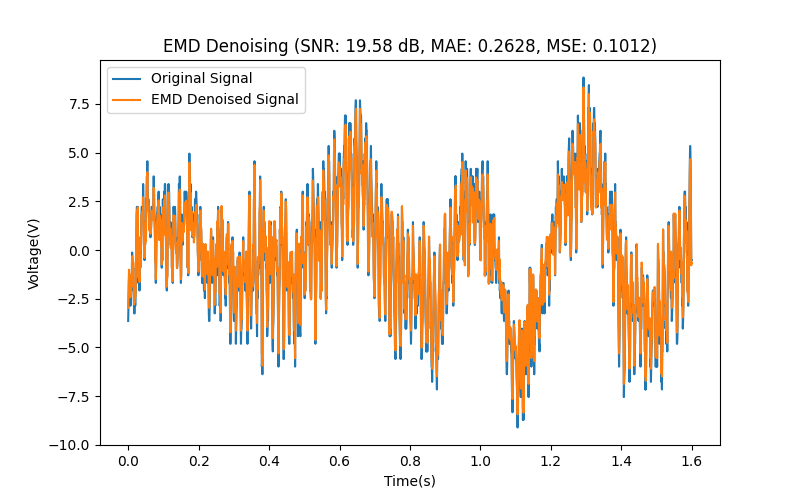 EMD Denoising (SNR: 19.58 dB, MAE: 0.2628, MSE: 0.1012)
Original Signal
EMD Denoised Signal
7.5
5.0
2.5
0.0
−2.5
−5.0
−7.5
−10.0
Voltage(V)
0.0 0.2 0.4 0.6 0.8 1.0 1.2 1.4 1.6
Time(s)